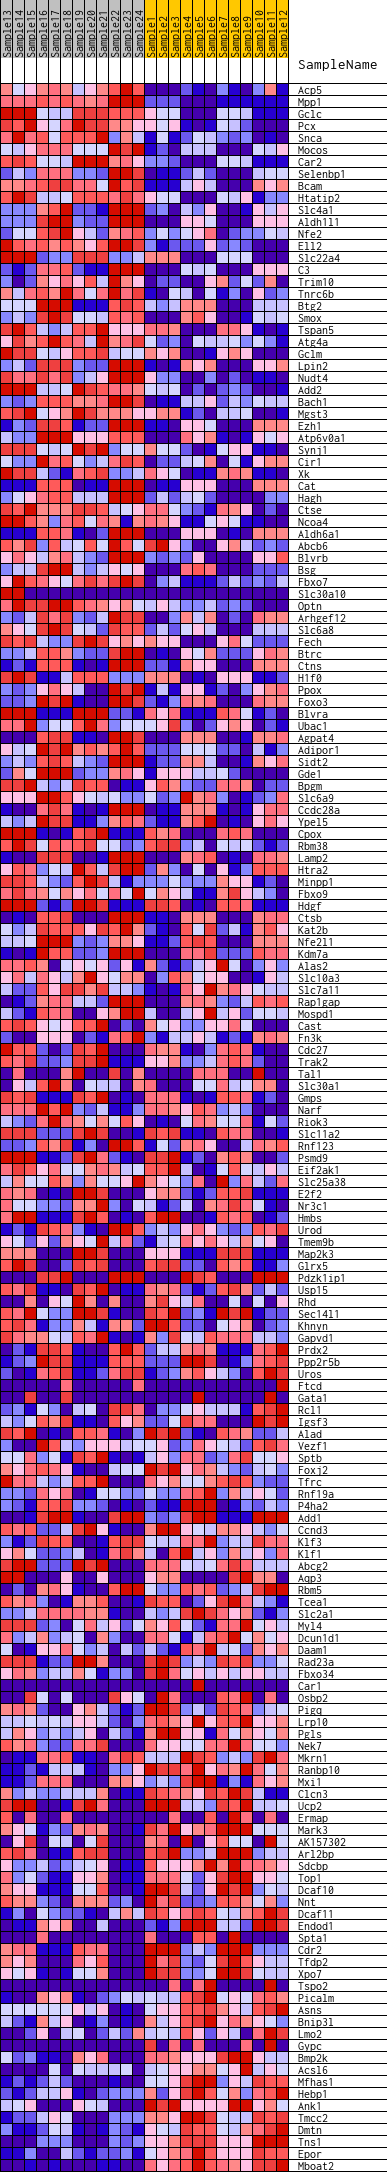 Sample13
Sample14
Sample15
Sample16
Sample17
Sample18
Sample19
Sample20
Sample21
Sample22
Sample23
Sample24
Sample1
Sample2
Sample3
Sample4
Sample5
Sample6
Sample7
Sample8
Sample9
Sample10
Sample11
Sample12
SampleName
Acp5
Mpp1
Gclc
Pcx
Snca
Mocos
Car2
Selenbp1
Bcam
Htatip2
Slc4a1
Aldh1l1
Nfe2
Ell2
Slc22a4
C3
Trim10
Tnrc6b
Btg2
Smox
Tspan5
Atg4a
Gclm
Lpin2
Nudt4
Add2
Bach1
Mgst3
Ezh1
Atp6v0a1
Synj1
Cir1
Xk
Cat
Hagh
Ctse
Ncoa4
Aldh6a1
Abcb6
Blvrb
Bsg
Fbxo7
Slc30a10
Optn
Arhgef12
Slc6a8
Fech
Btrc
Ctns
H1f0
Ppox
Foxo3
Blvra
Ubac1
Agpat4
Adipor1
Sidt2
Gde1
Bpgm
Slc6a9
Ccdc28a
Ypel5
Cpox
Rbm38
Lamp2
Htra2
Minpp1
Fbxo9
Hdgf
Ctsb
Kat2b
Nfe2l1
Kdm7a
Alas2
Slc10a3
Slc7a11
Rap1gap
Mospd1
Cast
Fn3k
Cdc27
Trak2
Tal1
Slc30a1
Gmps
Narf
Riok3
Slc11a2
Rnf123
Psmd9
Eif2ak1
Slc25a38
E2f2
Nr3c1
Hmbs
Urod
Tmem9b
Map2k3
Glrx5
Pdzk1ip1
Usp15
Rhd
Sec14l1
Khnyn
Gapvd1
Prdx2
Ppp2r5b
Uros
Ftcd
Gata1
Rcl1
Igsf3
Alad
Vezf1
Sptb
Foxj2
Tfrc
Rnf19a
P4ha2
Add1
Ccnd3
Klf3
Klf1
Abcg2
Aqp3
Rbm5
Tcea1
Slc2a1
Myl4
Dcun1d1
Daam1
Rad23a
Fbxo34
Car1
Osbp2
Pigq
Lrp10
Pgls
Nek7
Mkrn1
Ranbp10
Mxi1
Clcn3
Ucp2
Ermap
Mark3
AK157302
Arl2bp
Sdcbp
Top1
Dcaf10
Nnt
Dcaf11
Endod1
Spta1
Cdr2
Tfdp2
Xpo7
Tspo2
Picalm
Asns
Bnip3l
Lmo2
Gypc
Bmp2k
Acsl6
Mfhas1
Hebp1
Ank1
Tmcc2
Dmtn
Tns1
Epor
Mboat2